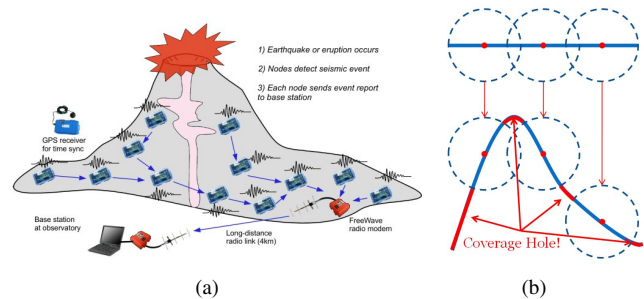 1) Earthquake or eruption occurs
2) Nodes detect seismic event
3) Each node sends event report
to base station
GPS receiver
for time sync
Base station
at observatory
Long-distance
radio link (4km)
FreeWave
radio modem
Coverage Hole!
(a)
(b)